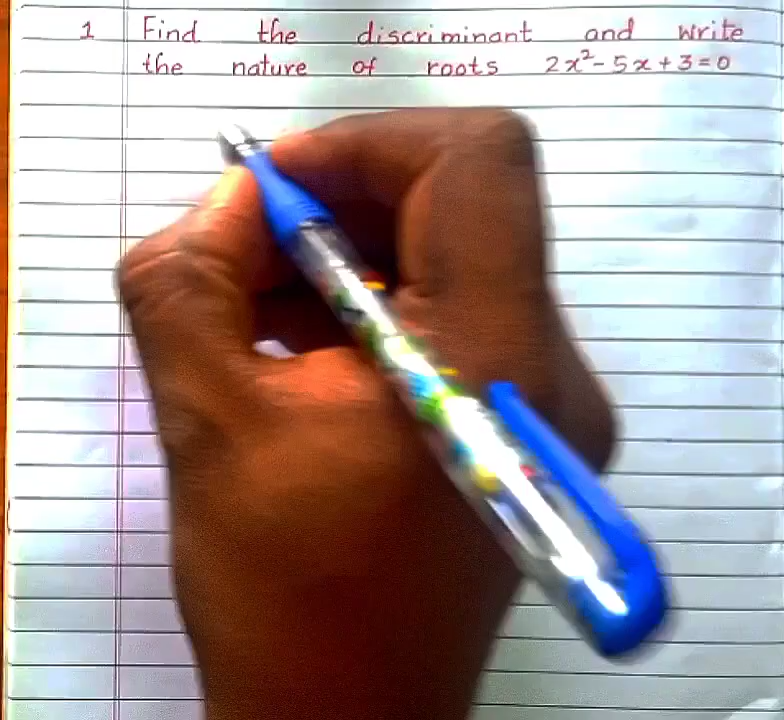 1 Find the discriminant and write
the nature of roots 2x²-5x+3=0